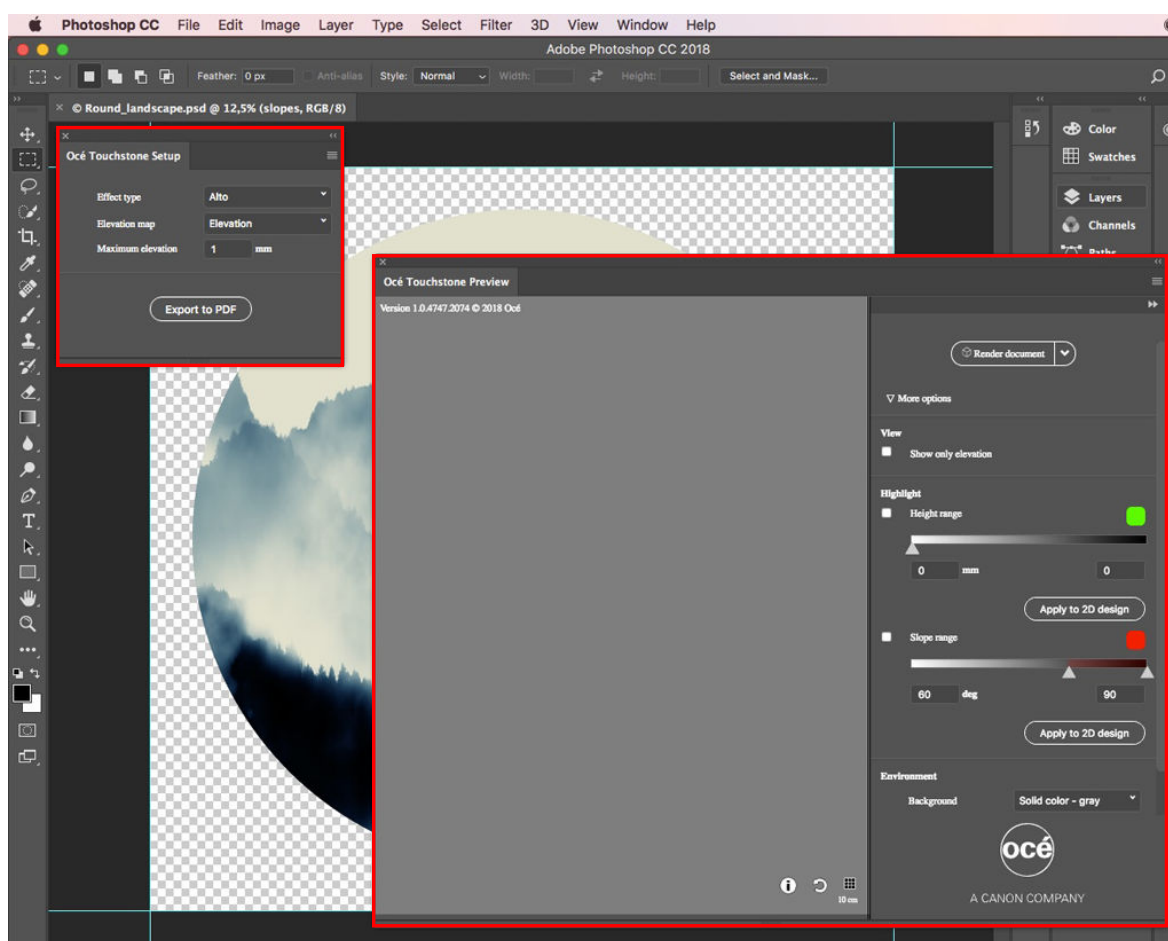 Photoshop CC File Edit Image Layer Type Select Filter 3D View Window Help
Adobe Photoshop CC 2018
Feather: 0 px Anti-alias Style: Normal Width: Height: Select and Mask...
© Round_landscape.psd @ 12,5% (slopes, RGB/8)
Color
Swatches
Layers
Channels
Paths
Océ Touchstone Setup
Effect type Alto
Elevation map Elevation
Maximum elevation 1 mm
Export to PDF
Océ Touchstone Preview
Version 1.0.4747.2074 © 2018 Océ
Render document
More options
View
Show only elevation
Highlight
Height range
0 mm 0
Apply to 2D design
Slope range
60 deg 90
Apply to 2D design
Environment
Background Solid color - gray
océ
A CANON COMPANY
10 cm